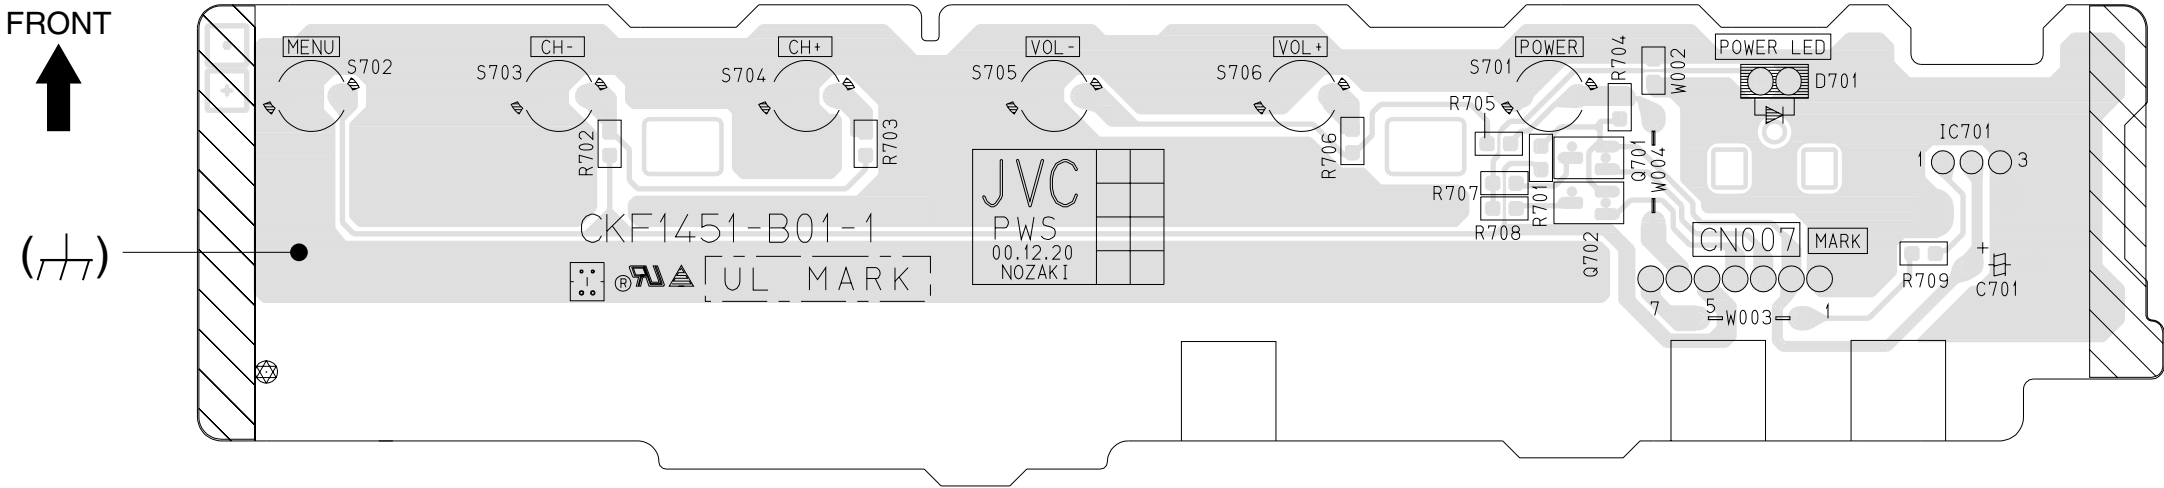 FRONT
MENU
S702
CH-
S703
CH+
S704
VOL-
S705
VOL+
S706
POWER
S701
R704
W002
POWER LED
D701
R705
IC701
1
3
R702
R703
R706
Q701
W004
R707
R701
R708
Q702
JVC
PWS
00.12.20
NOZAKI
CKF1451-B01-1
CN007
MARK
R709
+
C701
® UL MARK
7
5
1
W003